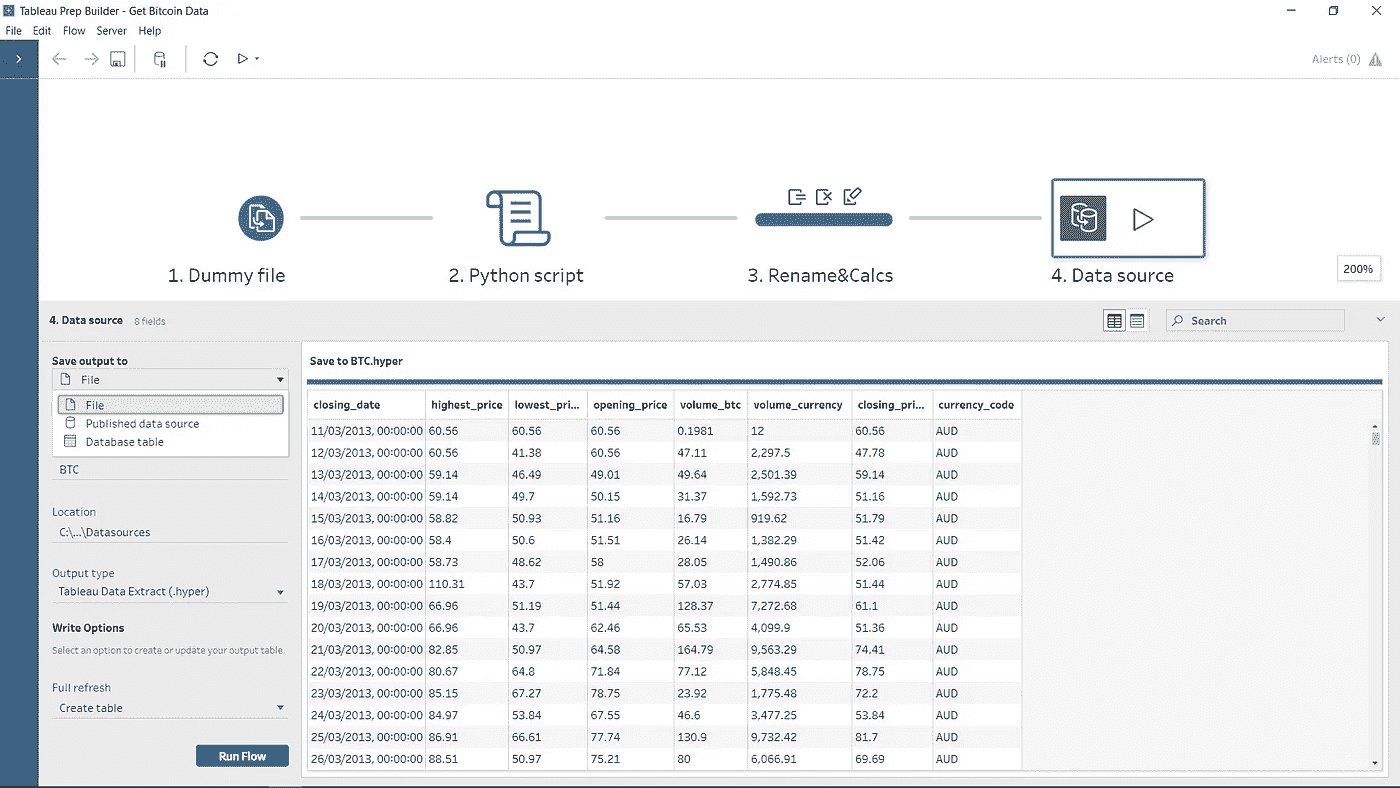 Tableau Prep Builder - Get Bitcoin Data
File Edit Flow Server Help
Alerts (0)
1. Dummy file 2. Python script 3. Rename&Calcs 4. Data source
200%
4. Data source 8 fields
Search
Save output to
File
File
Published data source
Database table
BTC
Location
C:\...\Datasources
Output type
Tableau Data Extract (.hyper)
Write Options
Select an option to create or update your output table.
Full refresh
Create table
Run Flow
Save to BTC.hyper
closing_date highest_price lowest_pri... opening_price volume_btc volume_currency closing_pri... currency_code
11/03/2013, 00:00:00 60.56 60.56 60.56 0.1981 12 60.56 AUD
12/03/2013, 00:00:00 60.56 41.38 60.56 47.11 2,297.5 47.78 AUD
13/03/2013, 00:00:00 59.14 46.49 49.01 49.64 2,501.39 59.14 AUD
14/03/2013, 00:00:00 59.14 49.7 50.15 31.37 1,592.73 51.16 AUD
15/03/2013, 00:00:00 58.82 50.93 51.16 16.79 919.62 51.79 AUD
16/03/2013, 00:00:00 58.4 50.6 51.51 26.14 1,382.29 51.42 AUD
17/03/2013, 00:00:00 58.73 48.62 58 28.05 1,490.86 52.06 AUD
18/03/2013, 00:00:00 110.31 43.7 51.92 57.03 2,774.85 51.44 AUD
19/03/2013, 00:00:00 66.96 51.19 51.44 128.37 7,272.68 61.1 AUD
20/03/2013, 00:00:00 66.96 43.7 62.46 65.53 4,099.9 51.36 AUD
21/03/2013, 00:00:00 82.85 50.97 64.58 164.79 9,563.29 74.41 AUD
22/03/2013, 00:00:00 80.67 64.8 71.84 77.12 5,848.45 78.75 AUD
23/03/2013, 00:00:00 85.15 67.27 78.75 23.92 1,775.48 72.2 AUD
24/03/2013, 00:00:00 84.97 53.84 67.55 46.6 3,477.25 53.84 AUD
25/03/2013, 00:00:00 86.91 66.61 77.74 130.9 9,732.42 81.7 AUD
26/03/2013, 00:00:00 88.51 50.97 75.21 80 6,066.91 69.69 AUD